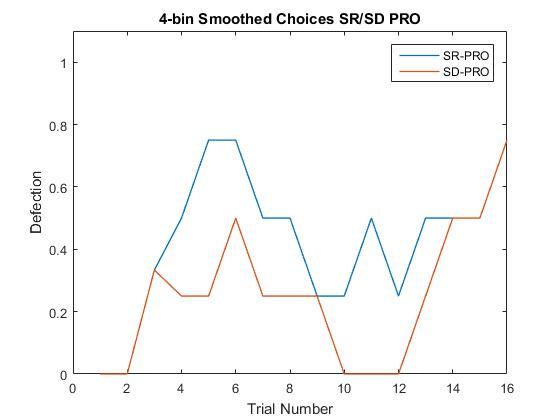 4-bin Smoothed Choices SR/SD PRO
SR-PRO
SD-PRO
1
0.8
0.6
0.4
0.2
0
Defection
0 2 4 6 8 10 12 14 16
Trial Number